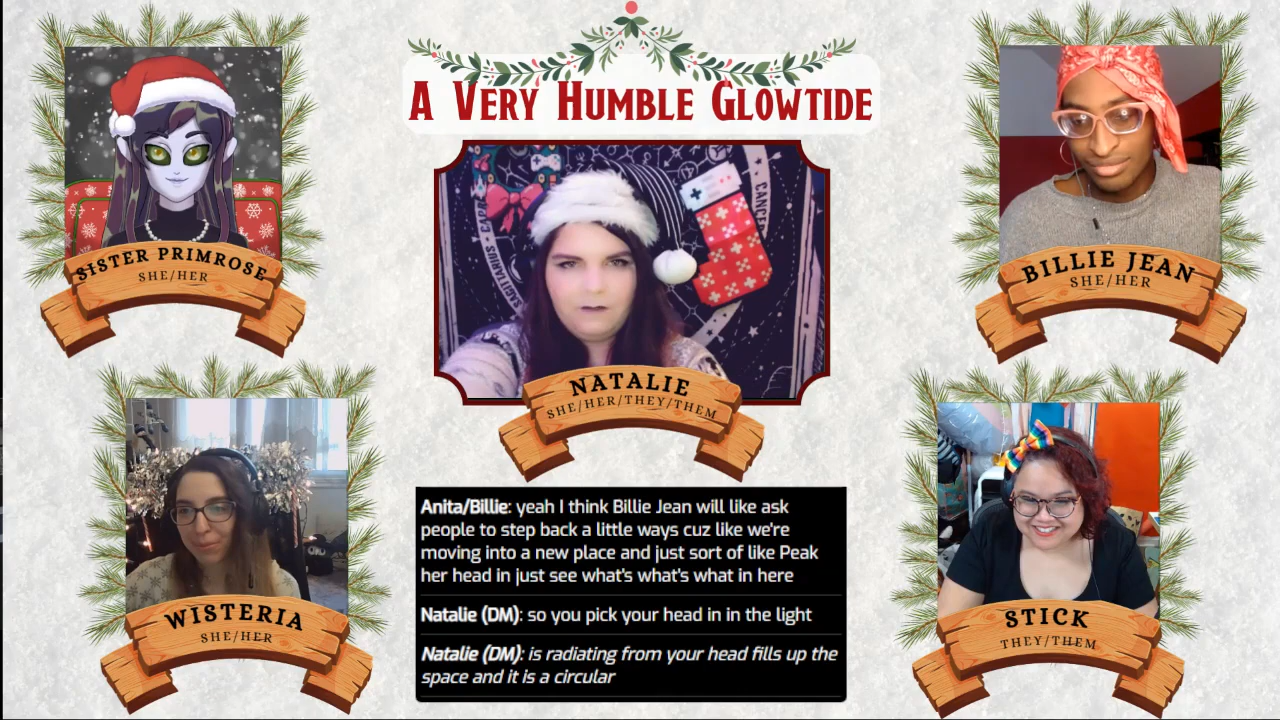 A VERY HUMBLE GLOWTIDE
SISTER PRIMROSE
SHE/HER
BILLIE JEAN
SHE/HER
CAPR
SAGITTARIUS
CANCE
NATALIE
SHE/HER/THEY/THEM
WISTERIA
SHE/HER
STICK
THEY/THEM
Anita/Billie: yeah I think Billie Jean will like ask
people to step back a little ways cuz like we're
moving into a new place and just sort of like Peak
her head in just see what's what's what in here
Natalie (DM): so you pick your head in in the light
Natalie (DM): is radiating from your head fills up the
space and it is a circular